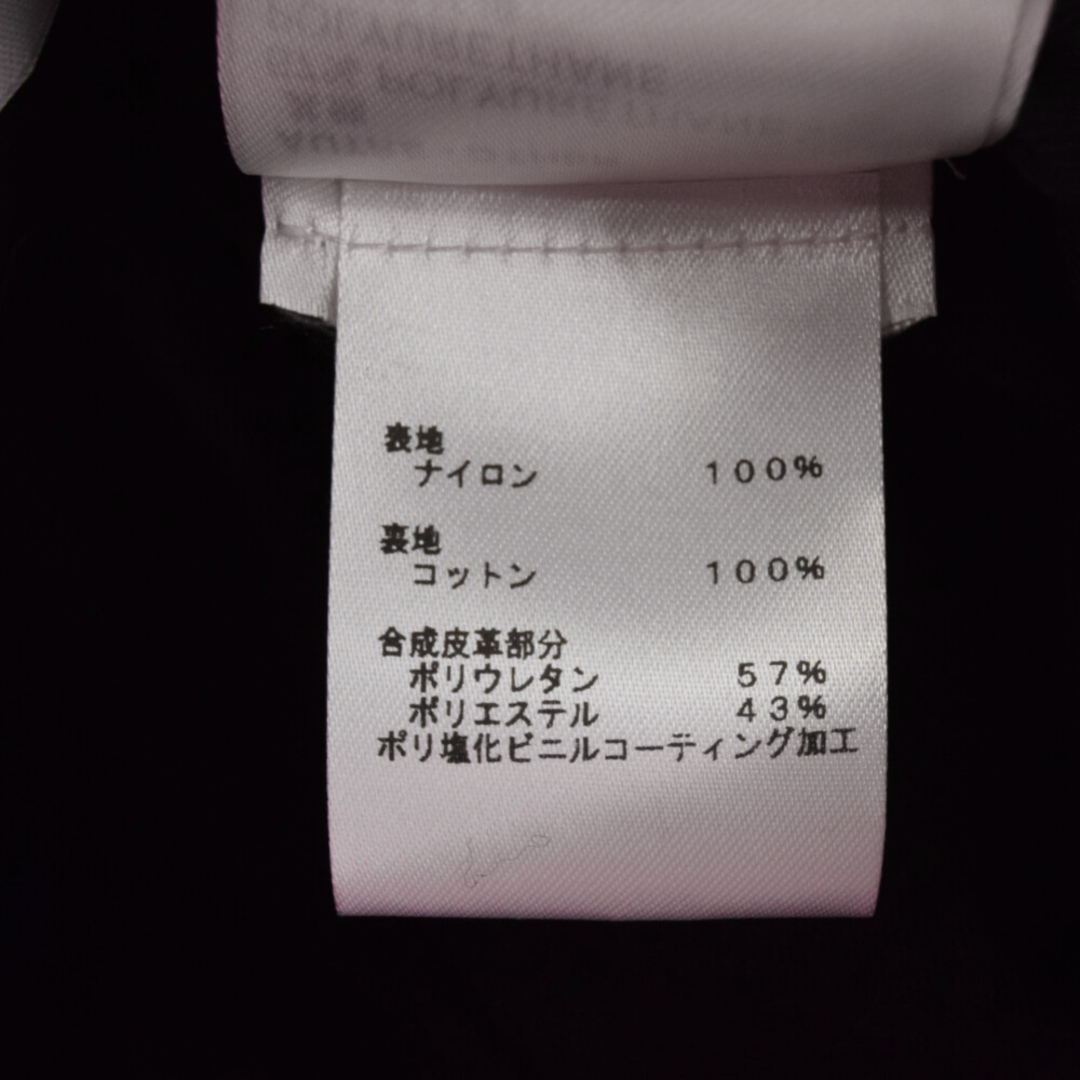 表地
ナイロン 100%
裏地
コットン 100%
合成皮革部分
ポリウレタン 57%
ポリエステル 43%
ポリ塩化ビニルコーティング加工